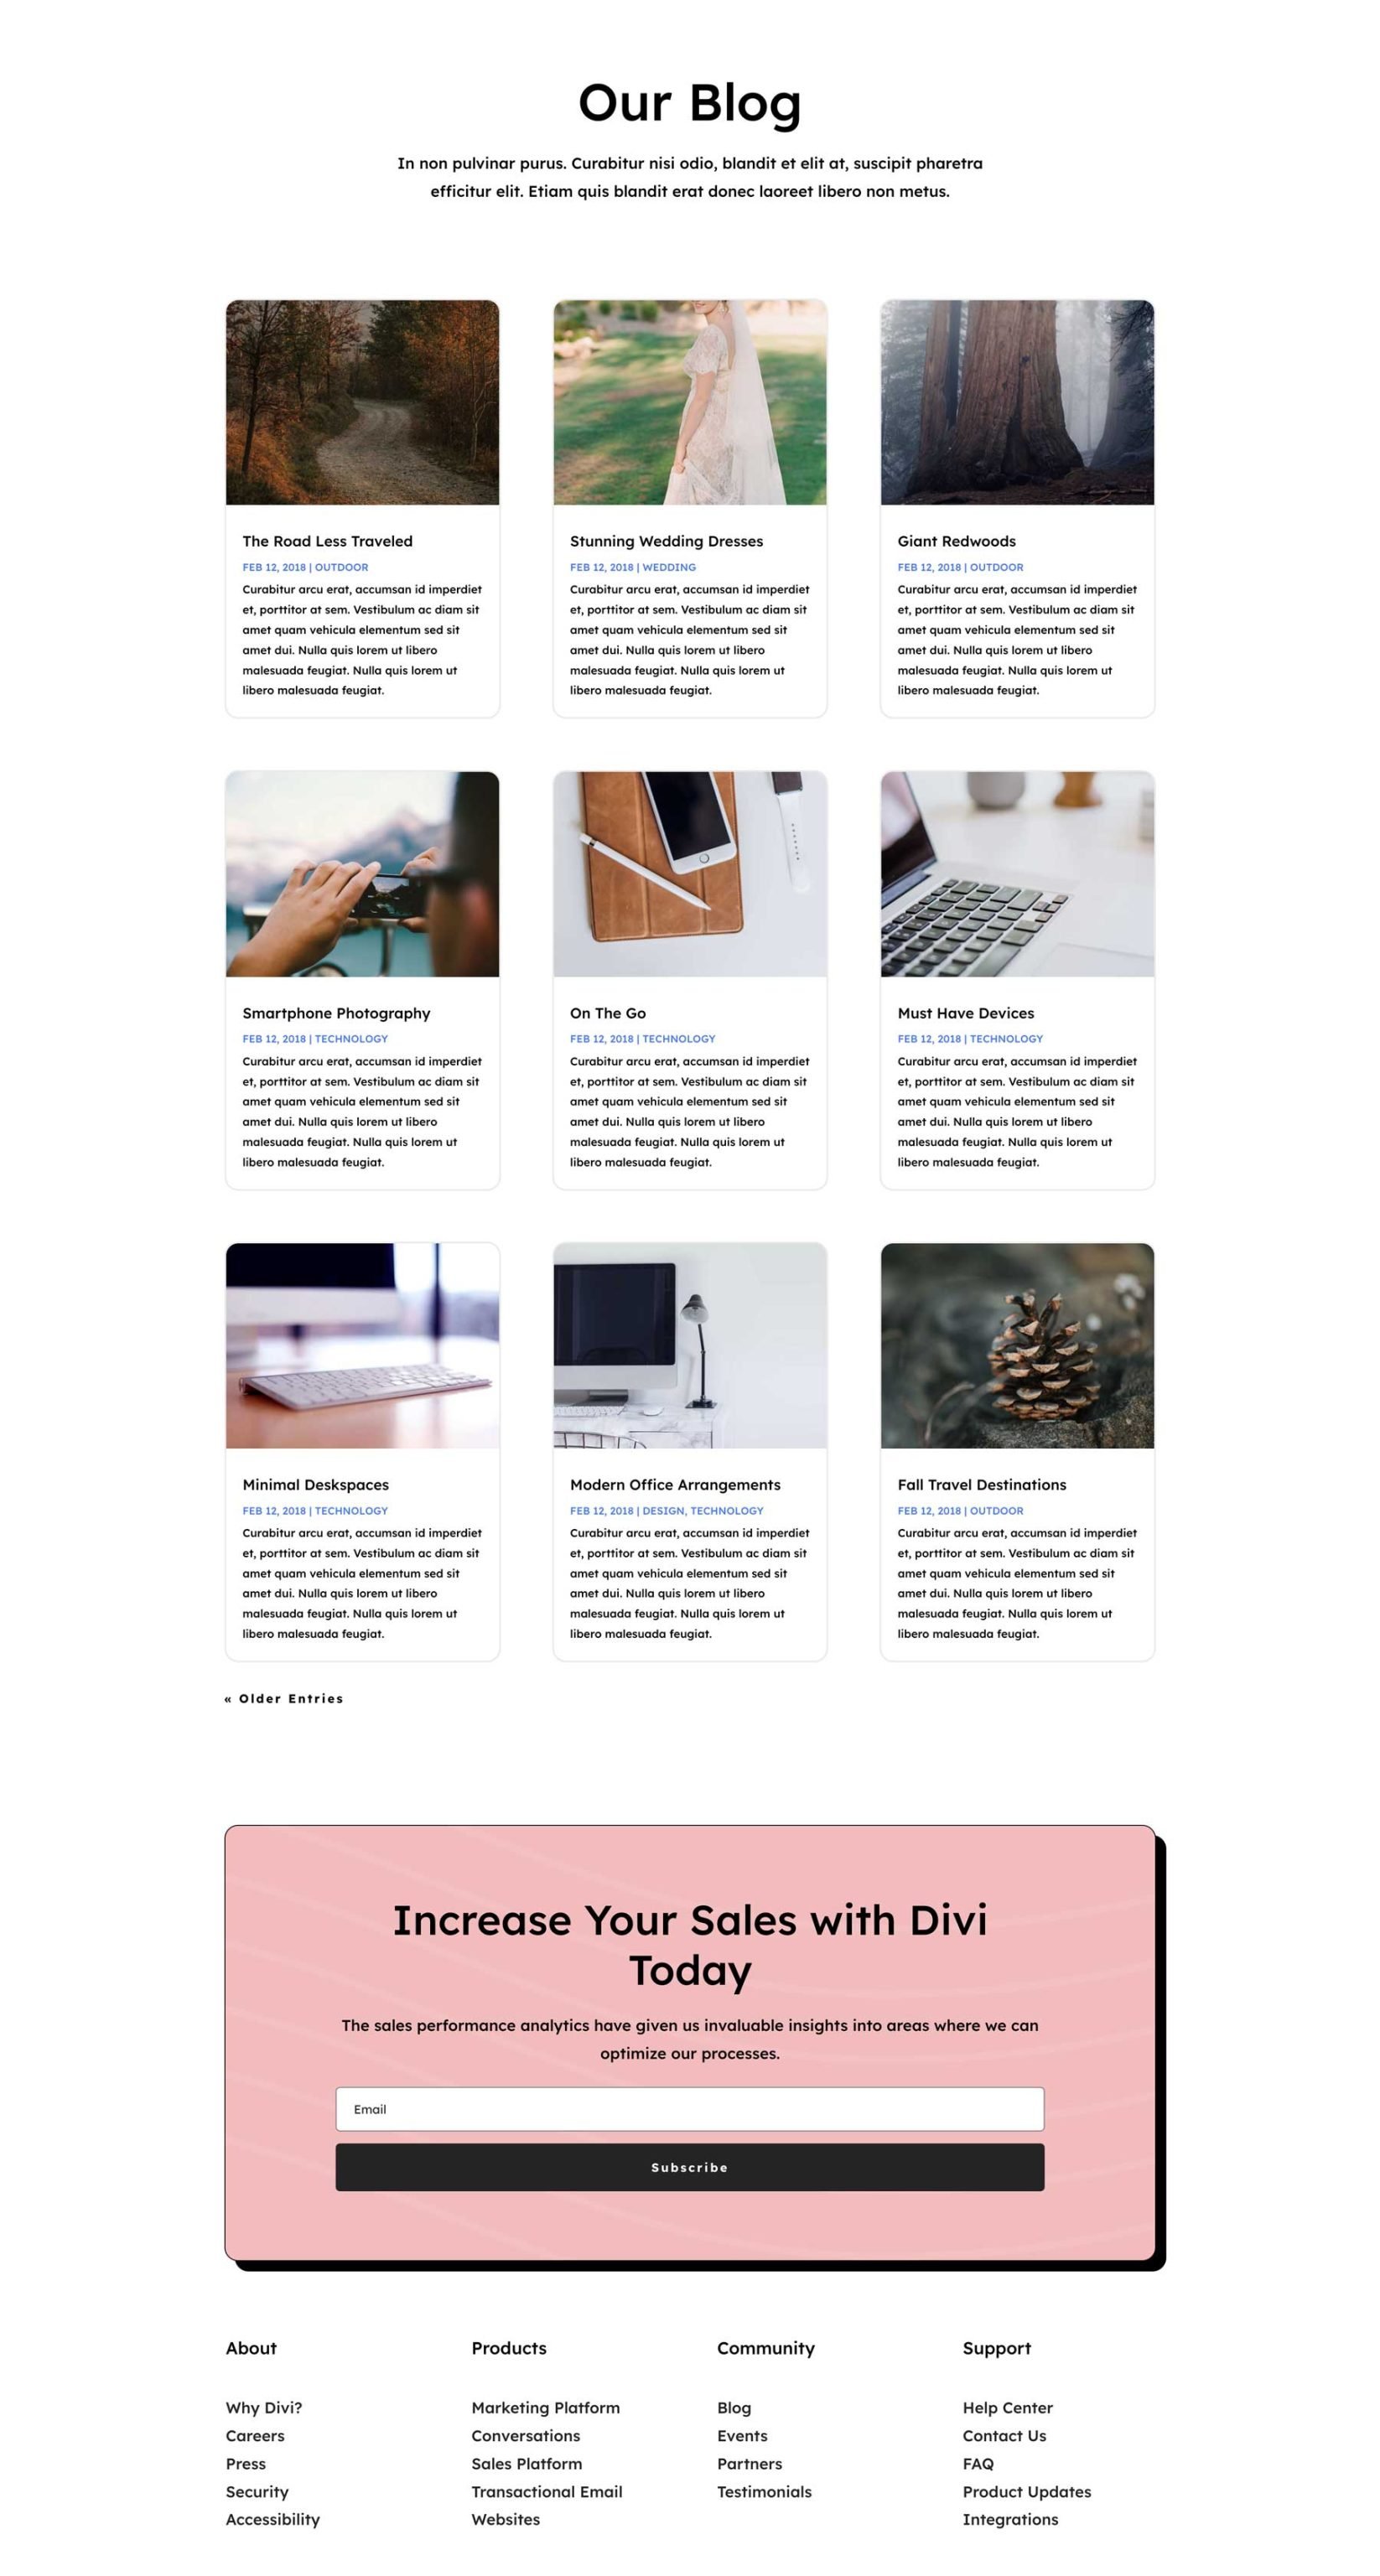 Our Blog
In non pulvinar purus. Curabitur nisi odio, blandit et elit at, suscipit pharetra
efficitur elit. Etiam quis blandit erat donec laoreet libero non metus.
The Road Less Traveled
FEB 12, 2018 | OUTDOOR
Curabitur arcu erat, accumsan id imperdiet
et, porttitor at sem. Vestibulum ac diam sit
amet quam vehicula elementum sed sit
amet dui. Nulla quis lorem ut libero
malesuada feugiat. Nulla quis lorem ut
libero malesuada feugiat.
Stunning Wedding Dresses
FEB 12, 2018 | WEDDING
Curabitur arcu erat, accumsan id imperdiet
et, porttitor at sem. Vestibulum ac diam sit
amet quam vehicula elementum sed sit
amet dui. Nulla quis lorem ut libero
malesuada feugiat. Nulla quis lorem ut
libero malesuada feugiat.
Giant Redwoods
FEB 12, 2018 | OUTDOOR
Curabitur arcu erat, accumsan id imperdiet
et, porttitor at sem. Vestibulum ac diam sit
amet quam vehicula elementum sed sit
amet dui. Nulla quis lorem ut libero
malesuada feugiat. Nulla quis lorem ut
libero malesuada feugiat.
Smartphone Photography
FEB 12, 2018 | TECHNOLOGY
Curabitur arcu erat, accumsan id imperdiet
et, porttitor at sem. Vestibulum ac diam sit
amet quam vehicula elementum sed sit
amet dui. Nulla quis lorem ut libero
malesuada feugiat. Nulla quis lorem ut
libero malesuada feugiat.
On The Go
FEB 12, 2018 | TECHNOLOGY
Curabitur arcu erat, accumsan id imperdiet
et, porttitor at sem. Vestibulum ac diam sit
amet quam vehicula elementum sed sit
amet dui. Nulla quis lorem ut libero
malesuada feugiat. Nulla quis lorem ut
libero malesuada feugiat.
Must Have Devices
FEB 12, 2018 | TECHNOLOGY
Curabitur arcu erat, accumsan id imperdiet
et, porttitor at sem. Vestibulum ac diam sit
amet quam vehicula elementum sed sit
amet dui. Nulla quis lorem ut libero
malesuada feugiat. Nulla quis lorem ut
libero malesuada feugiat.
Minimal Deskspaces
FEB 12, 2018 | TECHNOLOGY
Curabitur arcu erat, accumsan id imperdiet
et, porttitor at sem. Vestibulum ac diam sit
amet quam vehicula elementum sed sit
amet dui. Nulla quis lorem ut libero
malesuada feugiat. Nulla quis lorem ut
libero malesuada feugiat.
Modern Office Arrangements
FEB 12, 2018 | DESIGN, TECHNOLOGY
Curabitur arcu erat, accumsan id imperdiet
et, porttitor at sem. Vestibulum ac diam sit
amet quam vehicula elementum sed sit
amet dui. Nulla quis lorem ut libero
malesuada feugiat. Nulla quis lorem ut
libero malesuada feugiat.
Fall Travel Destinations
FEB 12, 2018 | OUTDOOR
Curabitur arcu erat, accumsan id imperdiet
et, porttitor at sem. Vestibulum ac diam sit
amet quam vehicula elementum sed sit
amet dui. Nulla quis lorem ut libero
malesuada feugiat. Nulla quis lorem ut
libero malesuada feugiat.
« Older Entries
Increase Your Sales with Divi
Today
The sales performance analytics have given us invaluable insights into areas where we can
optimize our processes.
Email
Subscribe
About
Why Divi?
Careers
Press
Security
Accessibility
Products
Marketing Platform
Conversations
Sales Platform
Transactional Email
Websites
Community
Blog
Events
Partners
Testimonials
Support
Help Center
Contact Us
FAQ
Product Updates
Integrations